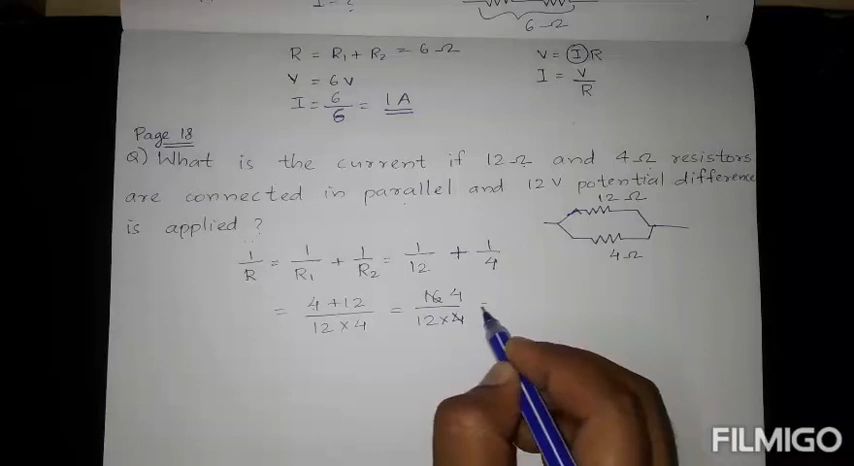 I = ?
6 Ω
R = R1 + R2 = 6 Ω
V = IR
V = 6 V
I = V/R
I = 6/6 = 1 A
Page 18
Q) What is the current if 12Ω and 4Ω resistors
are connected in parallel and 12 V potential difference
12 Ω
is applied ?
4 Ω
1/R = 1/R1 + 1/R2 = 1/12 + 1/4
= 4 + 12 / 12 × 4 = 16 4 / 12 × 4 =
FILMIGO